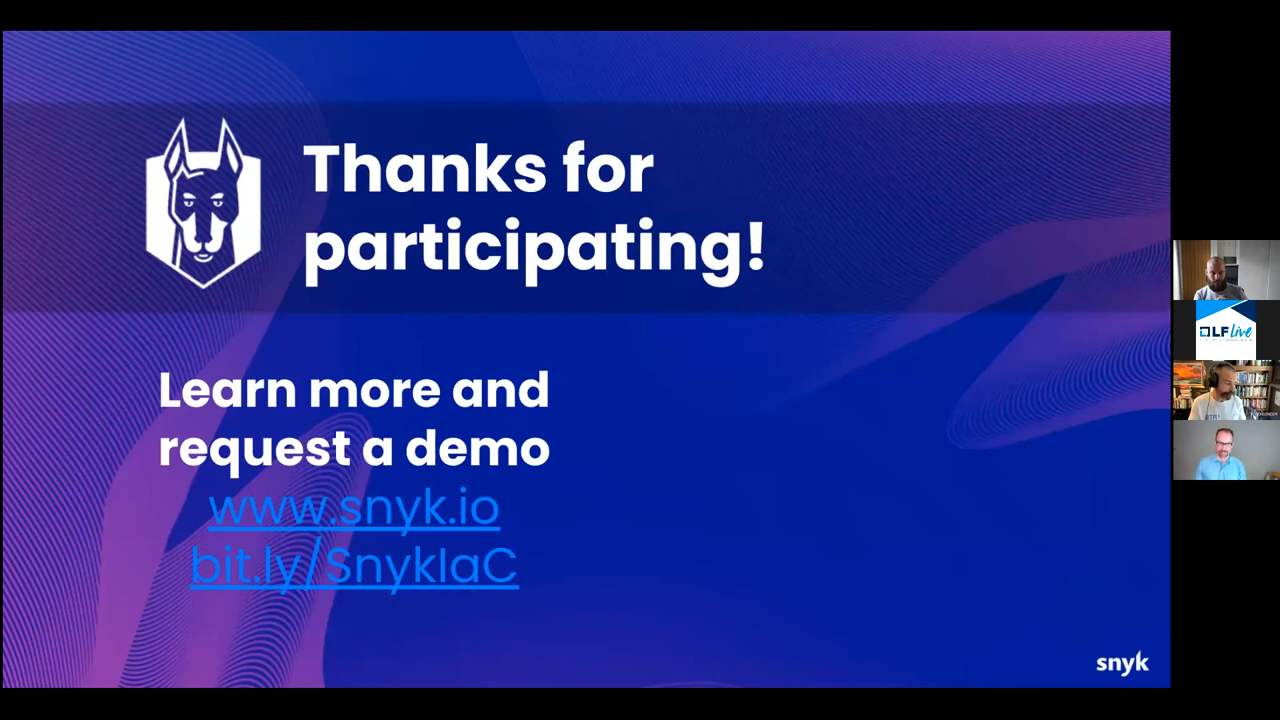 Thanks for
participating!
Learn more and
request a demo
www.snyk.io
bit.ly/SnykIaC
snyk
LF Live